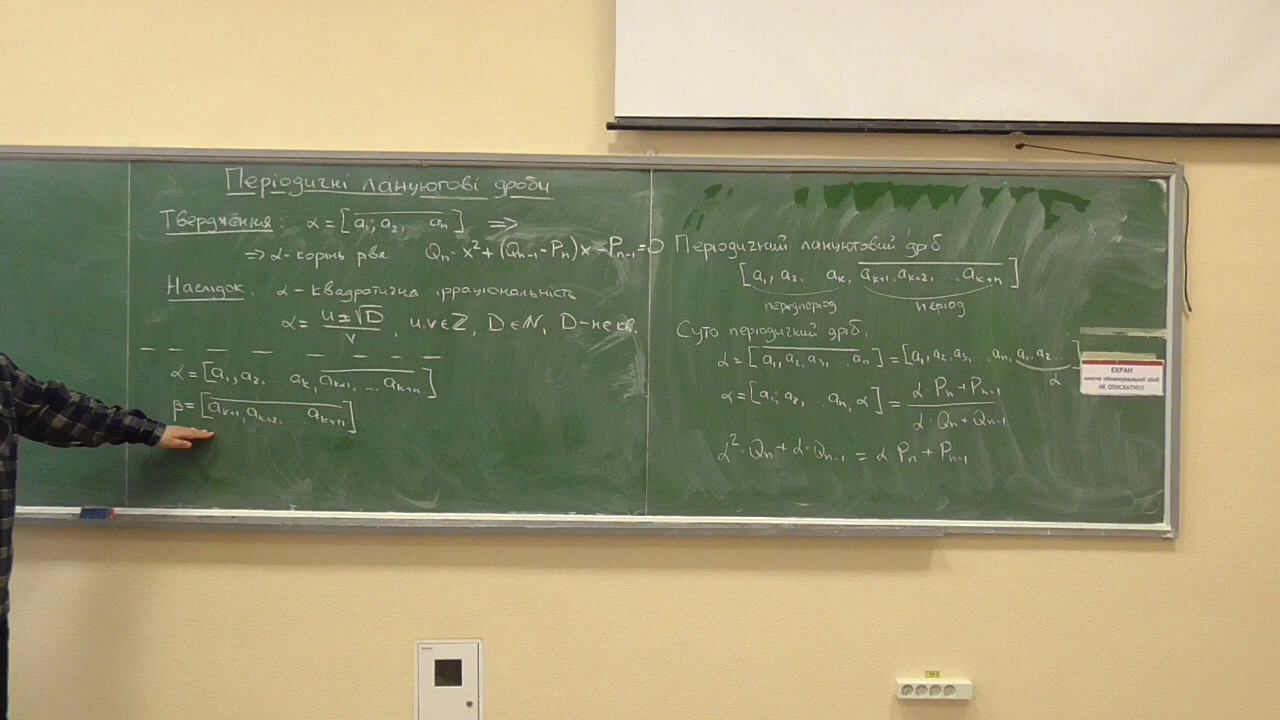 Періодичні ланцюгові дроби
Твердження: α = [a₁; a₂, aₙ] ⇒
⇒ α - корінь рівн. Qₙ · x² + (Qₙ₋₁ - Pₙ)x - Pₙ₋₁ = 0
Наслідок: α - квадратична ірраціональність
α = (u ± √D)/v, u, v ∈ Z, D ∈ N, D - не кв.
α = [a₁, a₂, aₖ, aₖ₊₁, ... aₖ₊ₙ]
β = [aₖ₊₁, aₖ₊₂, aₖ₊ₙ]
Періодичний ланцюговий дріб
[a₁, a₂, aₖ, aₖ₊₁, aₖ₊₂, , aₖ₊ₙ]
передперіод період
Суто періодичний дріб:
α = [a₁, a₂, a₃, aₙ] = [a₁, a₂, a₃, . aₙ, a₁, a₂, ]
α
α = [a₁; a₂, aₙ, α] = (α · Pₙ + Pₙ₋₁)/(α · Qₙ + Qₙ₋₁)
α² · Qₙ + α · Qₙ₋₁ = α Pₙ + Pₙ₋₁
ЕКРАН
НЕ ОПУСКАТИ!!!